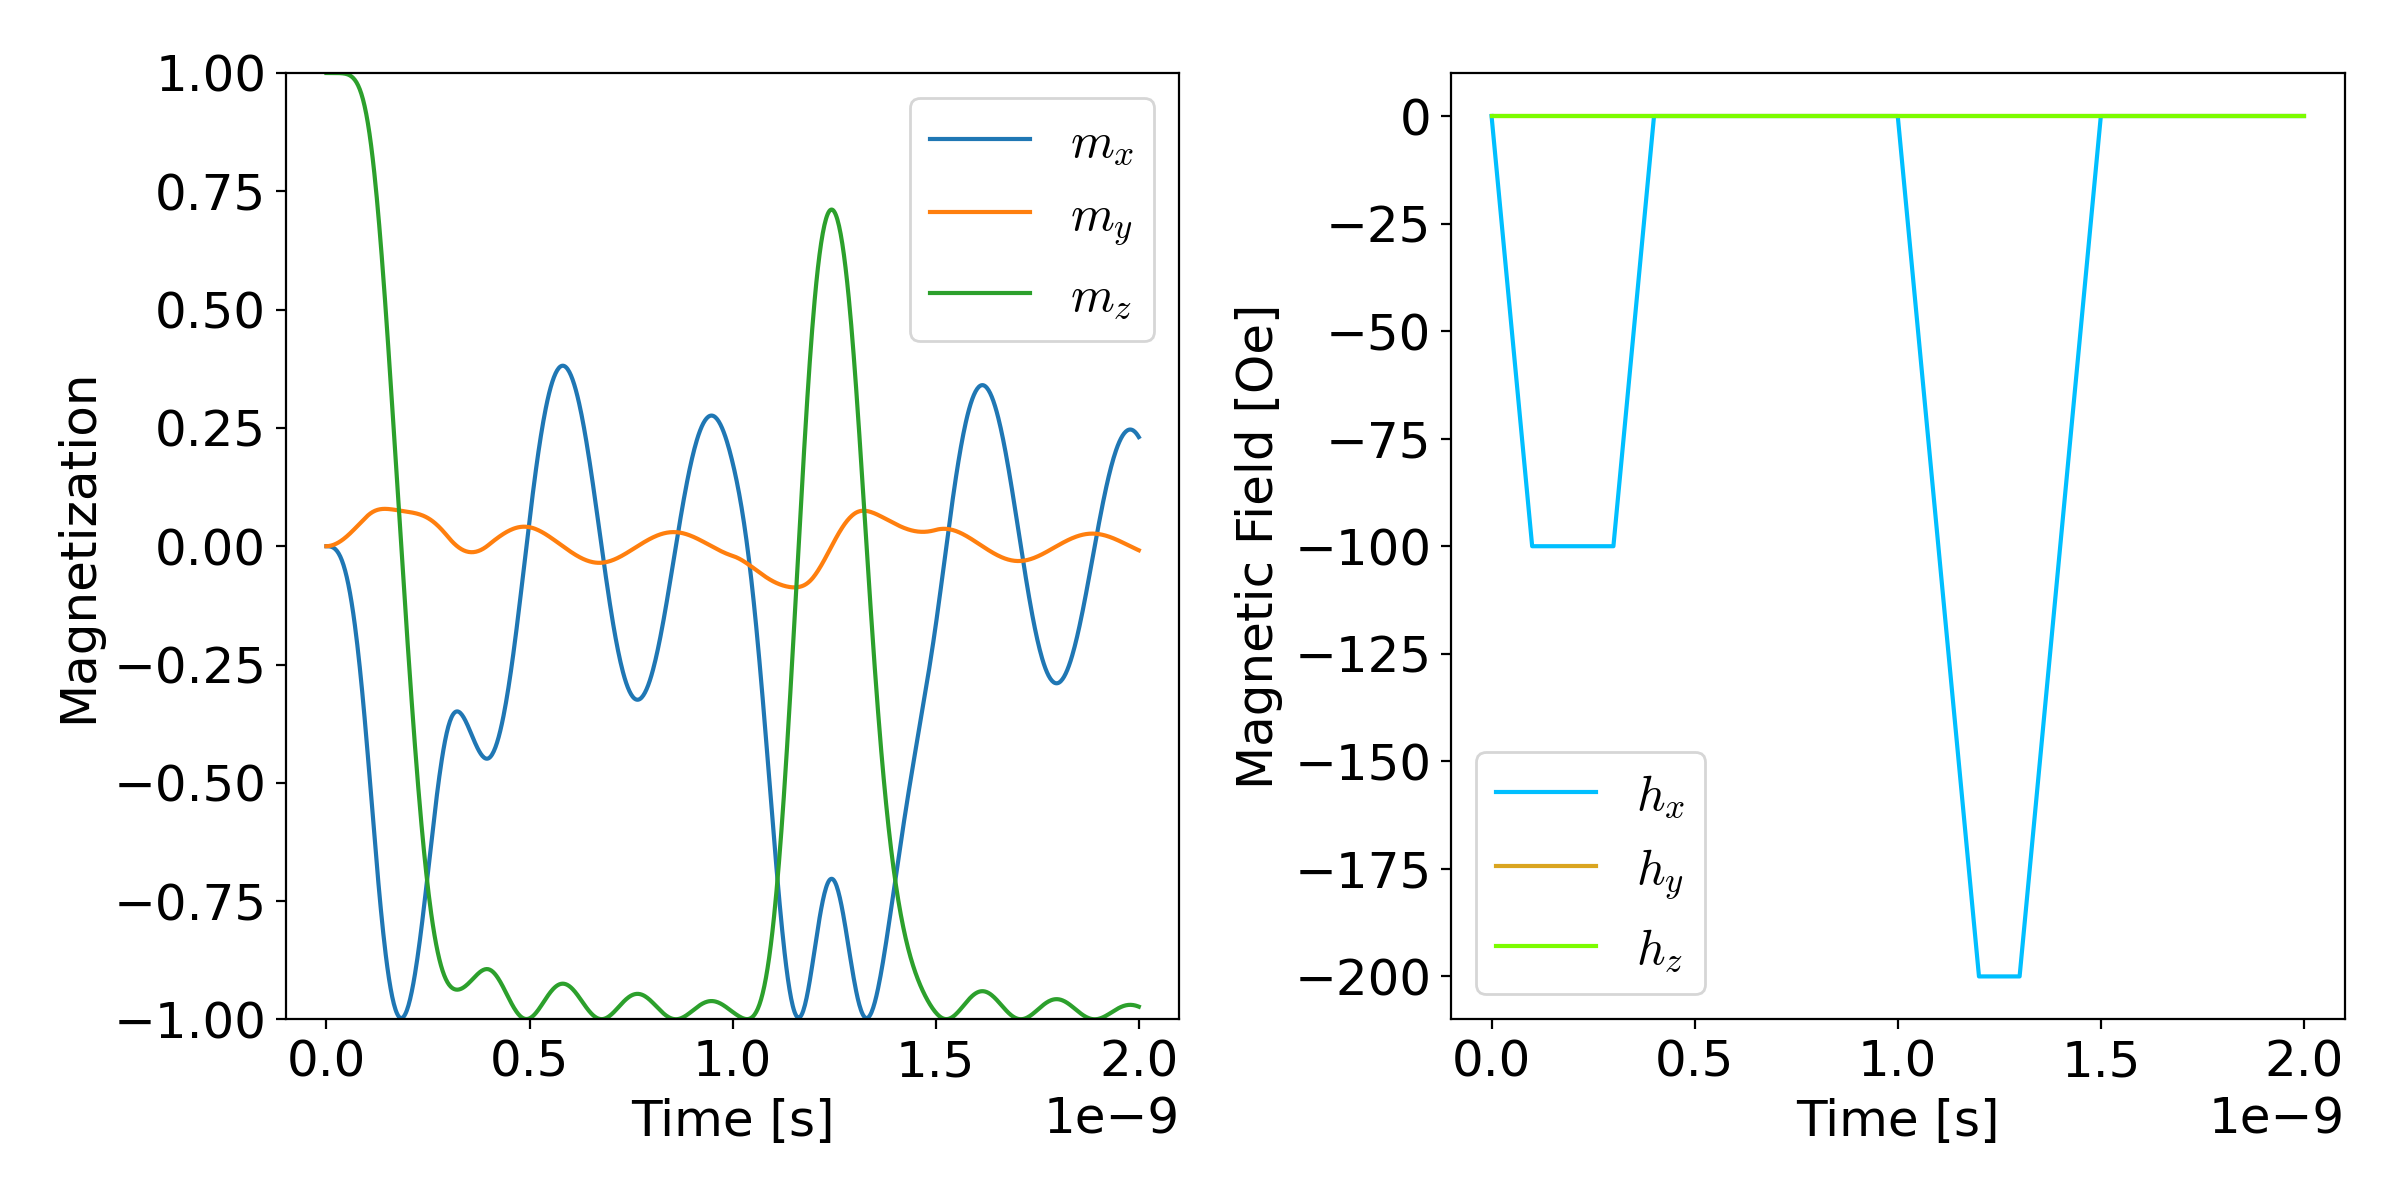 1.00
0.75
0.50
0.25
0.00
−0.25
−0.50
−0.75
−1.00
Magnetization
0.0 0.5 1.0 1.5 2.0
Time [s]
1e−9
m_x
m_y
m_z
0
−25
−50
−75
−100
−125
−150
−175
−200
Magnetic Field [Oe]
0.0 0.5 1.0 1.5 2.0
Time [s]
1e−9
h_x
h_y
h_z